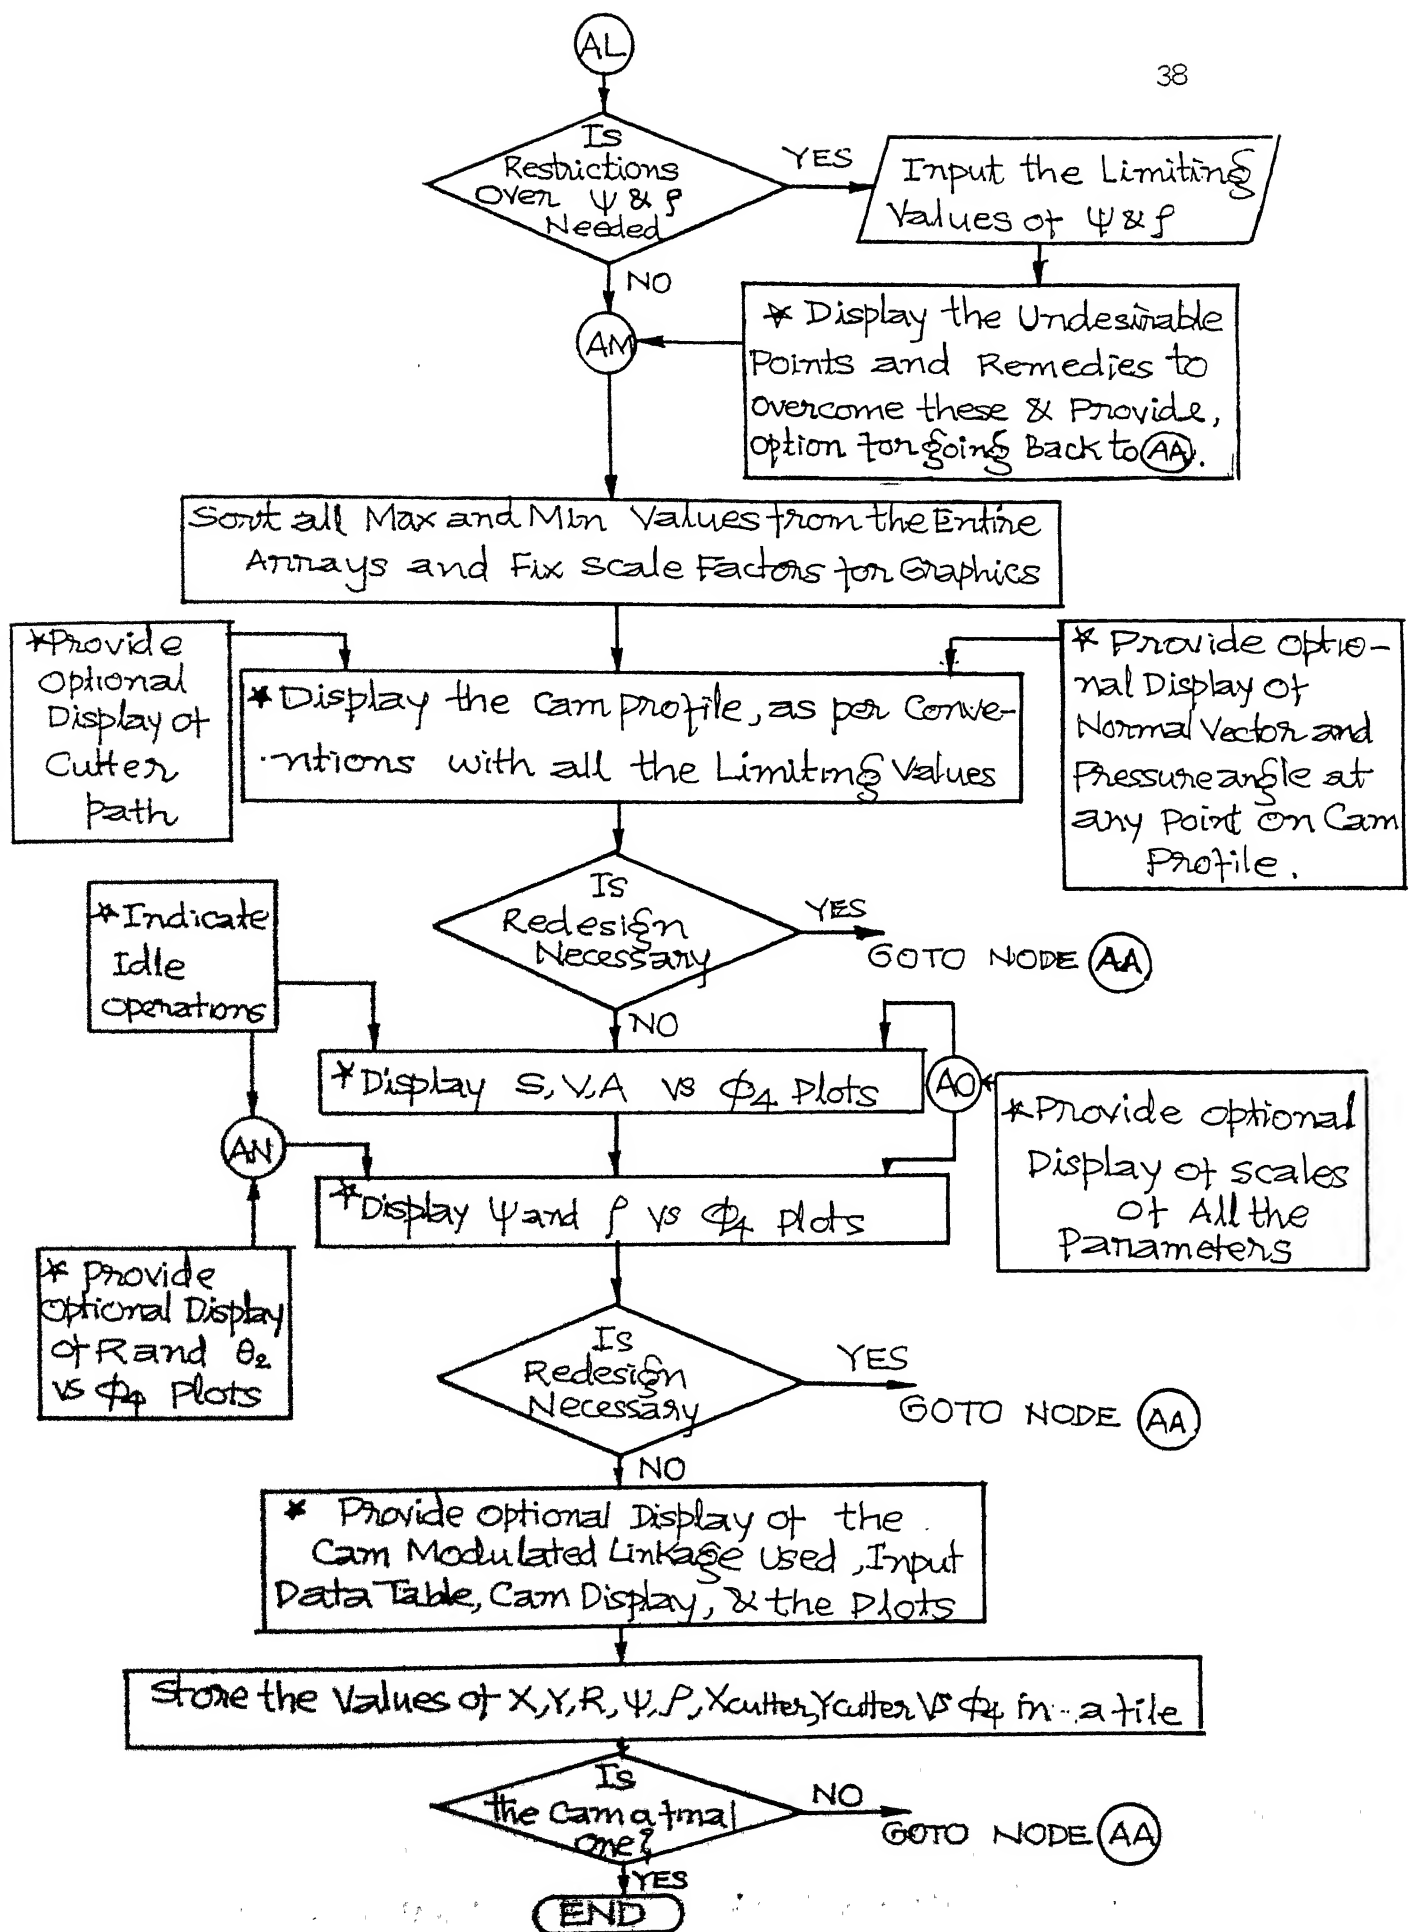 AL
38
Is
Restrictions
Over ψ & ρ
Needed
YES
Input the Limiting
Values of ψ & ρ
NO
AM
* Display the Undesirable
Points and Remedies to
Overcome these & Provide,
option for going Back to AA.
Sort all Max and Min Values from the Entire
Arrays and Fix Scale Factors for Graphics
*Provide
Optional
Display of
Cutter
Path
* Display the Cam profile, as per Conve-
ntions with all the Limiting Values
* Provide Optio-
nal Display of
Normal Vector and
Pressure angle at
any Point on Cam
Profile.
Is
Redesign
Necessary
YES
GOTO NODE AA
NO
*Indicate
Idle
Operations
*Display S, V, A vs Φ4 Plots
AO
*Provide Optional
Display of Scales
of All the
Parameters
AN
*Display ψ and ρ vs Φ4 Plots
* Provide
Optional Display
of R and θ2
vs Φ4 Plots
Is
Redesign
Necessary
YES
GOTO NODE AA
NO
* Provide Optional Display of the
Cam Modulated Linkage Used, Input
Data Table, Cam Display, & the Plots
Store the Values of X, Y, R, ψ, ρ, Xcutter, Ycutter Vs Φ4 in a file
Is
the Cam a final
one?
NO
GOTO NODE AA
YES
END